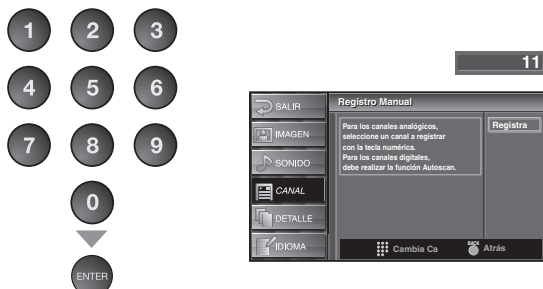 1 2 3
4 5 6
7 8 9
0
ENTER
11
SALIR
IMAGEN
SONIDO
CANAL
DETALLE
IDIOMA
Registro Manual
Para los canales analógicos,
seleccione un canal a registrar
con la tecla numérica.
Para los canales digitales,
debe realizar la función Autoscan.
Registra
Cambia Ca
BACK Atrás